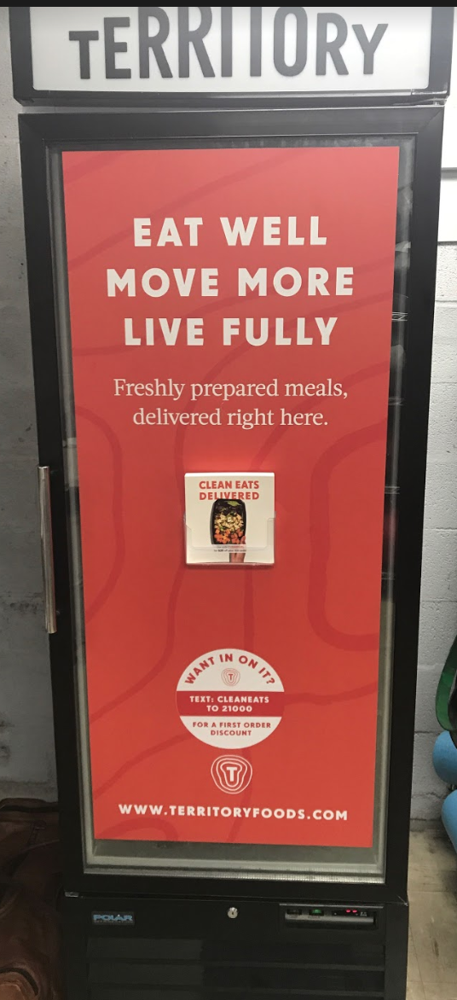 TERRITORY
EAT WELL
MOVE MORE
LIVE FULLY
Freshly prepared meals,
delivered right here.
CLEAN EATS
DELIVERED
WANT IN ON IT?
T
TEXT: CLEANEATS
TO 21000
FOR A FIRST ORDER
DISCOUNT
T
WWW.TERRITORYFOODS.COM
POLAR